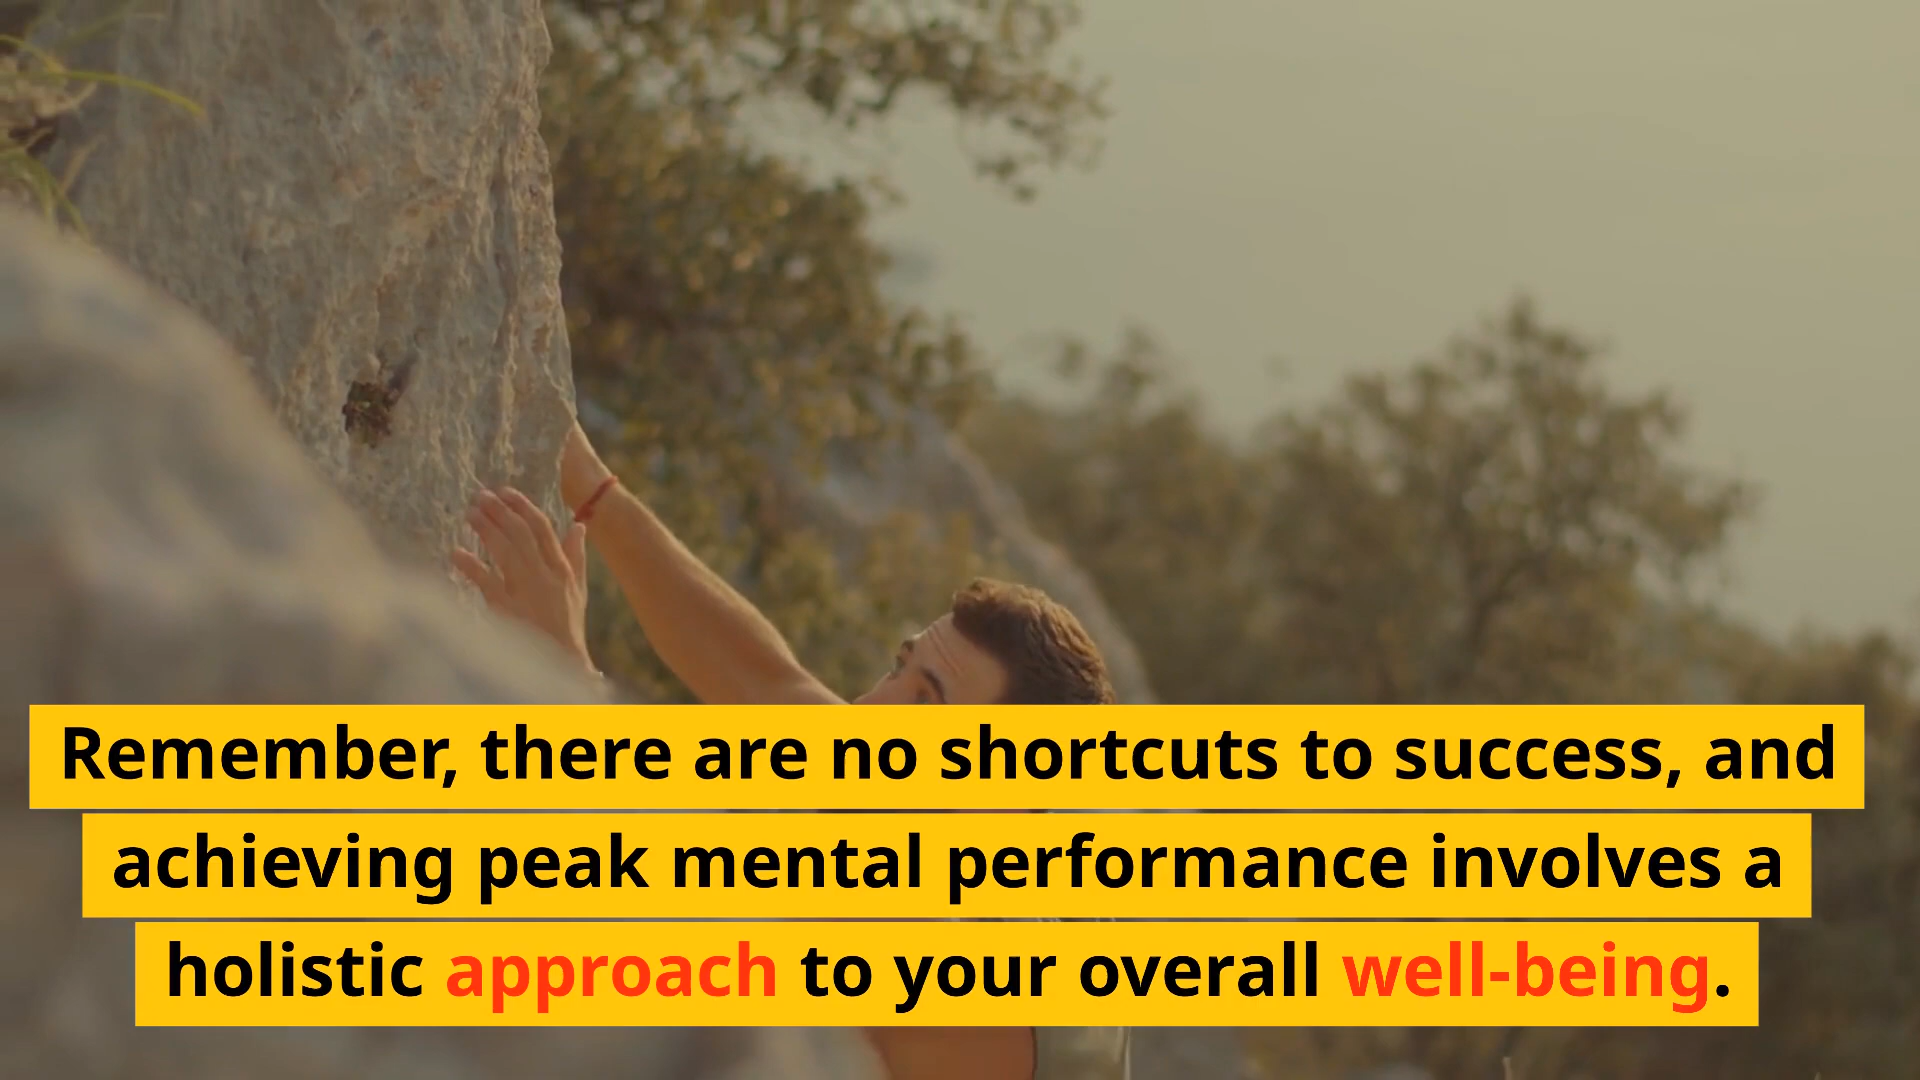 Remember, there are no shortcuts to success, and
achieving peak mental performance involves a
holistic approach to your overall well-being.